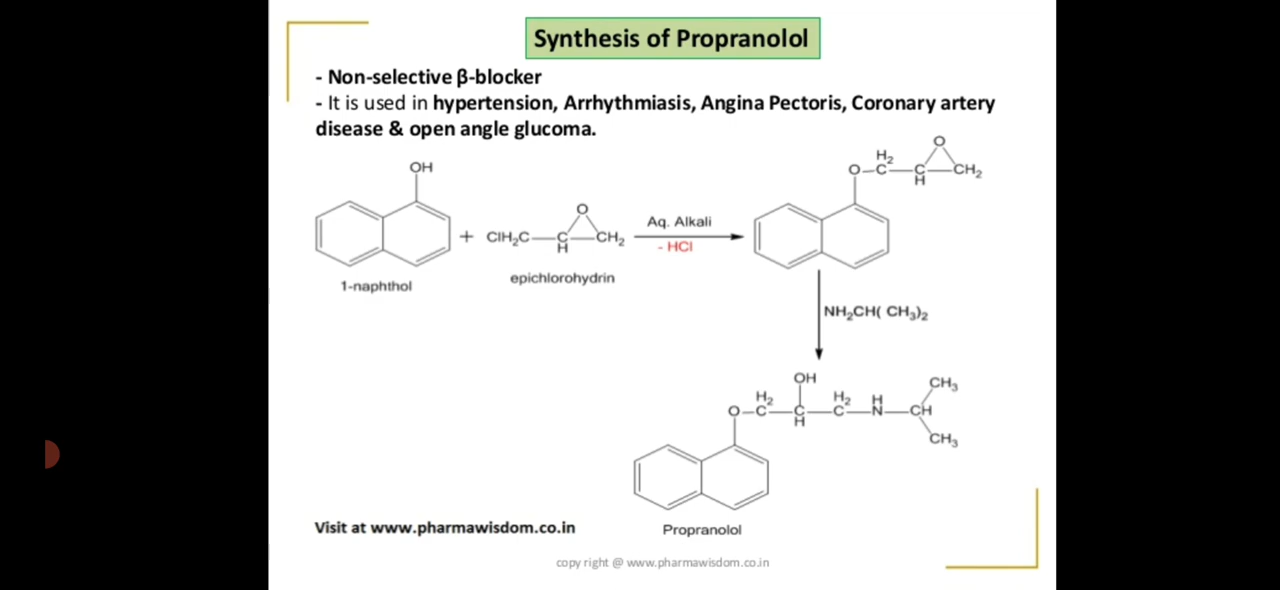 Synthesis of Propranolol
- Non-selective β-blocker
- It is used in hypertension, Arrhythmiasis, Angina Pectoris, Coronary artery
disease & open angle glucoma.
OH
+
ClH₂C
O
C
H
CH₂
Aq. Alkali
- HCl
O
H₂
C
O
C
H
CH₂
1-naphthol
epichlorohydrin
NH₂CH( CH₃)₂
O
H₂
C
OH
C
H
H₂
C
H
N
CH
CH₃
CH₃
Propranolol
Visit at www.pharmawisdom.co.in
copy right @ www.pharmawisdom.co.in